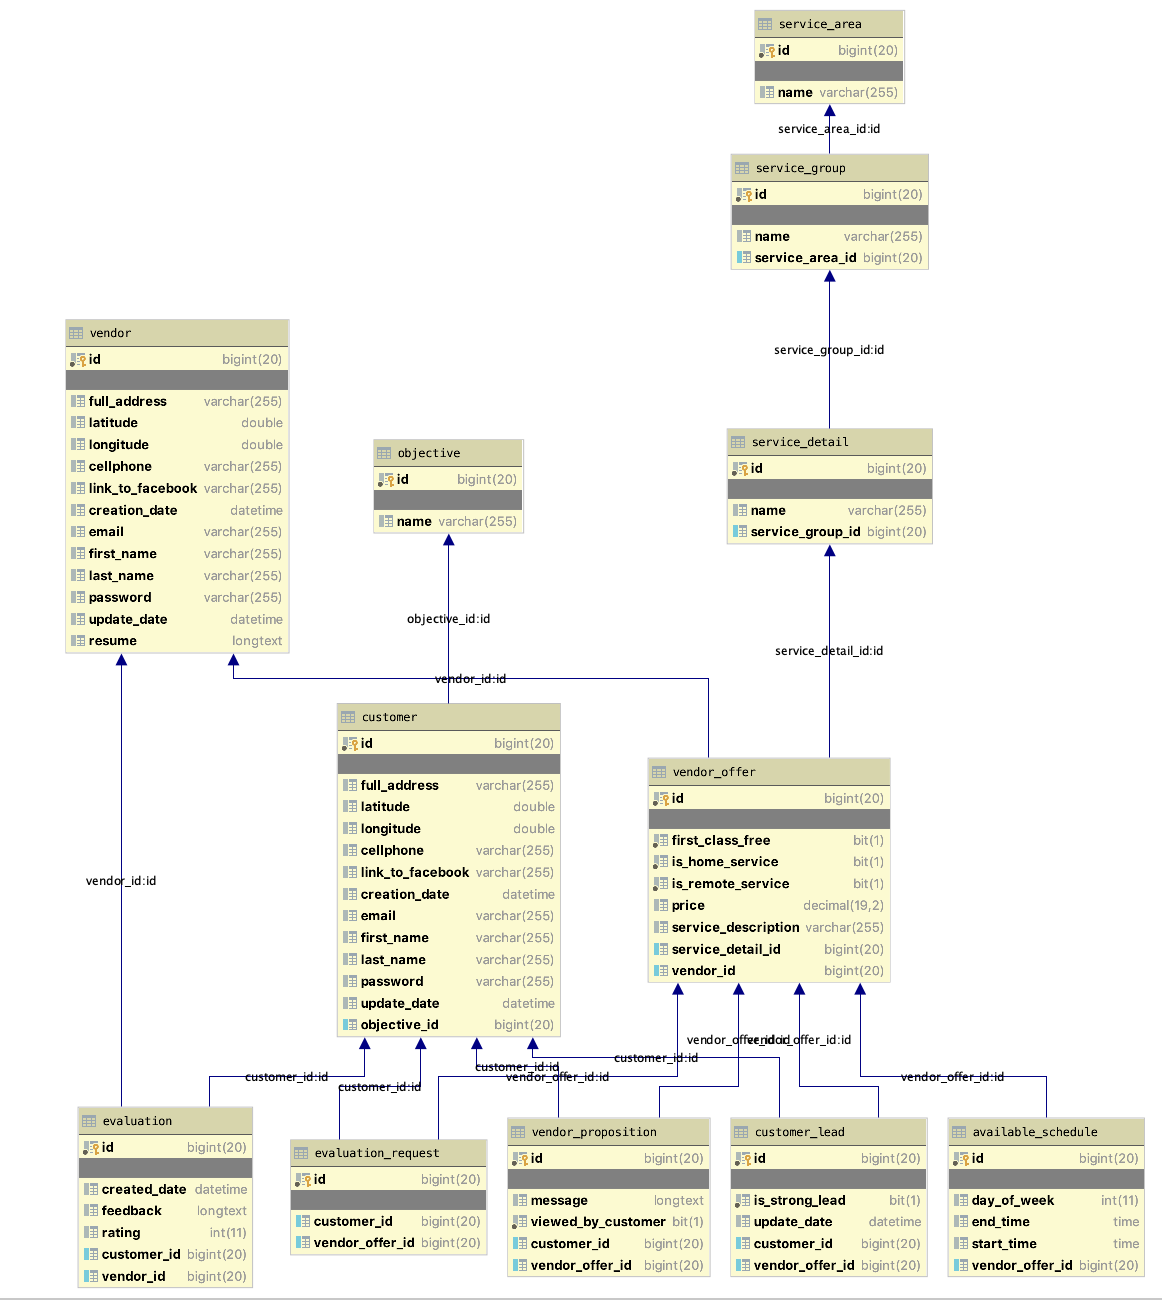 service_area
id bigint(20)
name varchar(255)
service_area_id:id
service_group
id bigint(20)
name varchar(255)
service_area_id bigint(20)
service_group_id:id
vendor
id bigint(20)
full_address varchar(255)
latitude double
longitude double
cellphone varchar(255)
link_to_facebook varchar(255)
creation_date datetime
email varchar(255)
first_name varchar(255)
last_name varchar(255)
password varchar(255)
update_date datetime
resume longtext
objective
id bigint(20)
name varchar(255)
service_detail
id bigint(20)
name varchar(255)
service_group_id bigint(20)
objective_id:id
service_detail_id:id
vendor_id:id
customer
id bigint(20)
full_address varchar(255)
latitude double
longitude double
cellphone varchar(255)
link_to_facebook varchar(255)
creation_date datetime
email varchar(255)
first_name varchar(255)
last_name varchar(255)
password varchar(255)
update_date datetime
objective_id bigint(20)
vendor_offer
id bigint(20)
first_class_free bit(1)
is_home_service bit(1)
is_remote_service bit(1)
price decimal(19,2)
service_description varchar(255)
service_detail_id bigint(20)
vendor_id bigint(20)
vendor_id:id
vendor_offer_id:id
vendor_offer_id:id
customer_id:id
customer_id:id
customer_id:id
vendor_offer_id:id
customer_id:id
vendor_offer_id:id
evaluation
id bigint(20)
created_date datetime
feedback longtext
rating int(11)
customer_id bigint(20)
vendor_id bigint(20)
evaluation_request
id bigint(20)
customer_id bigint(20)
vendor_offer_id bigint(20)
vendor_proposition
id bigint(20)
message longtext
viewed_by_customer bit(1)
customer_id bigint(20)
vendor_offer_id bigint(20)
customer_lead
id bigint(20)
is_strong_lead bit(1)
update_date datetime
customer_id bigint(20)
vendor_offer_id bigint(20)
available_schedule
id bigint(20)
day_of_week int(11)
end_time time
start_time time
vendor_offer_id bigint(20)